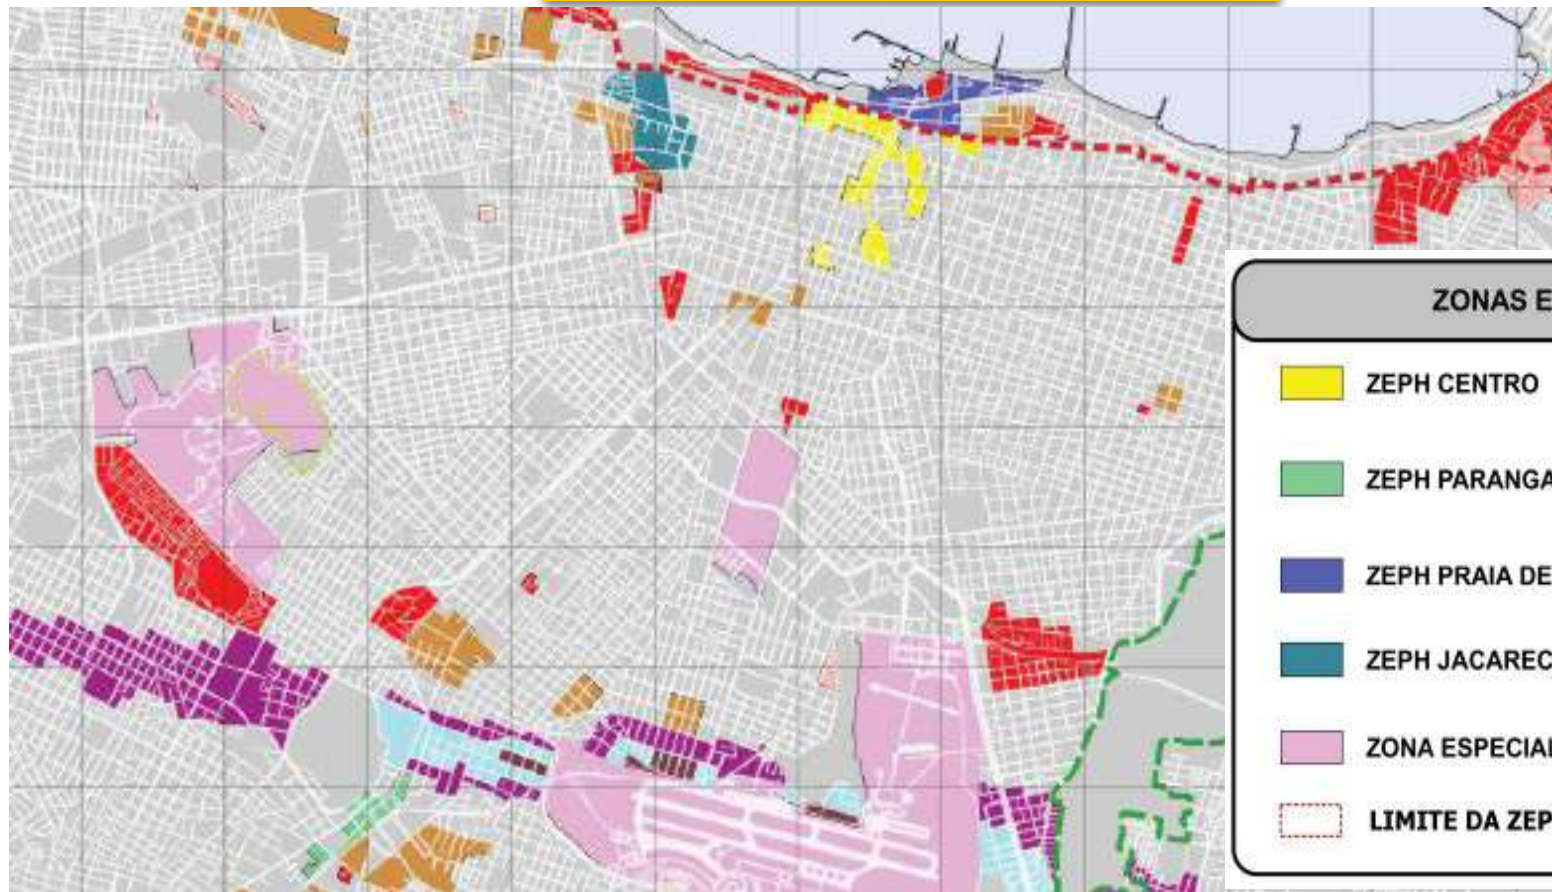 ZONAS E
ZEPH CENTRO
ZEPH PARANGA
ZEPH PRAIA DE
ZEPH JACAREC
ZONA ESPECIAL
LIMITE DA ZEP